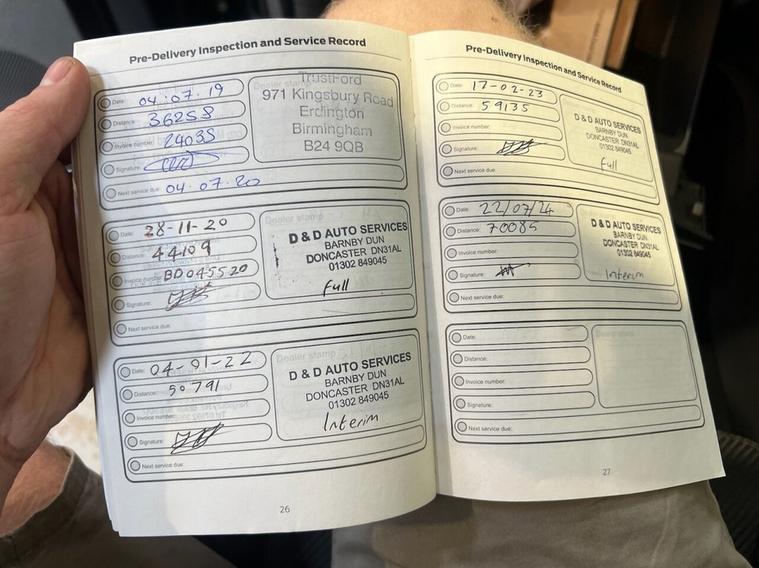 Pre-Delivery Inspection and Service Record
Date: 04.07.19
Distance: 36258
Invoice number: 24035
Signature:
Next service due: 04.07.20
TrustFord
971 Kingsbury Road
Erdington
Birmingham
B24 9QB
Date: 28-11-20
Distance: 44109
Invoice number: BD045520
Signature:
Next service due:
Dealer stamp
D & D AUTO SERVICES
BARNBY DUN
DONCASTER DN31AL
01302 849045
Full
Date: 04-01-22
Distance: 50791
Invoice number:
Signature:
Next service due:
Dealer stamp
D & D AUTO SERVICES
BARNBY DUN
DONCASTER DN31AL
01302 849045
Interim
26
Pre-Delivery Inspection and Service Record
Date: 17-02-23
Distance: 59135
Invoice number:
Signature:
Next service due:
D & D AUTO SERVICES
BARNBY DUN
DONCASTER DN31AL
01302 849045
Full
Date: 22/07/24
Distance: 70085
Invoice number:
Signature:
Next service due:
D & D AUTO SERVICES
BARNBY DUN
DONCASTER DN31AL
01302 849045
Interim
Date:
Distance:
Invoice number:
Signature:
Next service due:
Dealer stamp
27